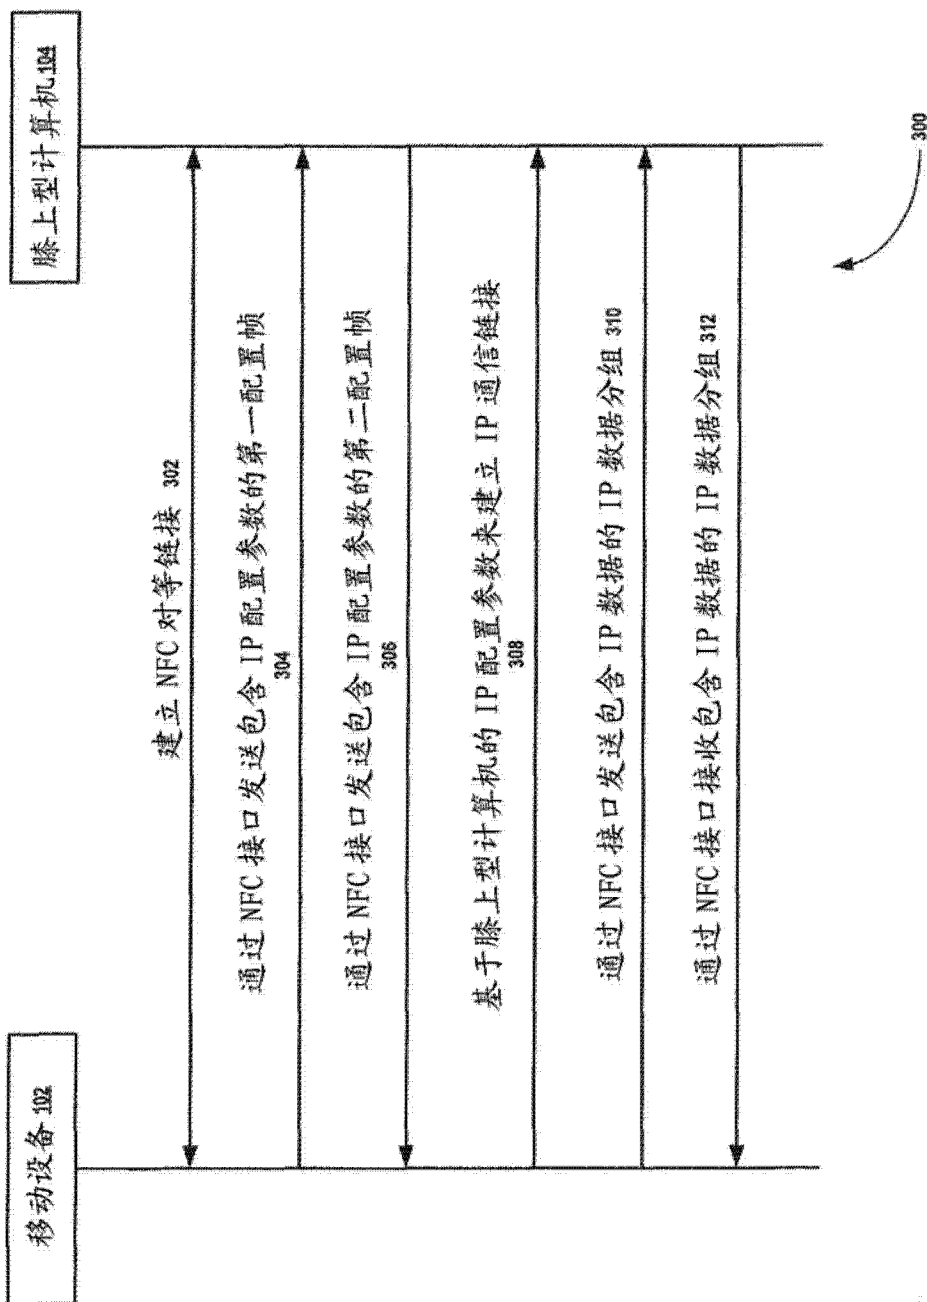 移动设备 102
膝上型计算机 104
建立 NFC 对等链接 302
通过 NFC 接口发送包含 IP 配置参数的第一配置帧
304
通过 NFC 接口发送包含 IP 配置参数的第二配置帧
306
基于膝上型计算机的 IP 配置参数来建立 IP 通信链接
308
通过 NFC 接口发送包含 IP 数据的 IP 数据分组 310
通过 NFC 接口接收包含 IP 数据的 IP 数据分组 312
300